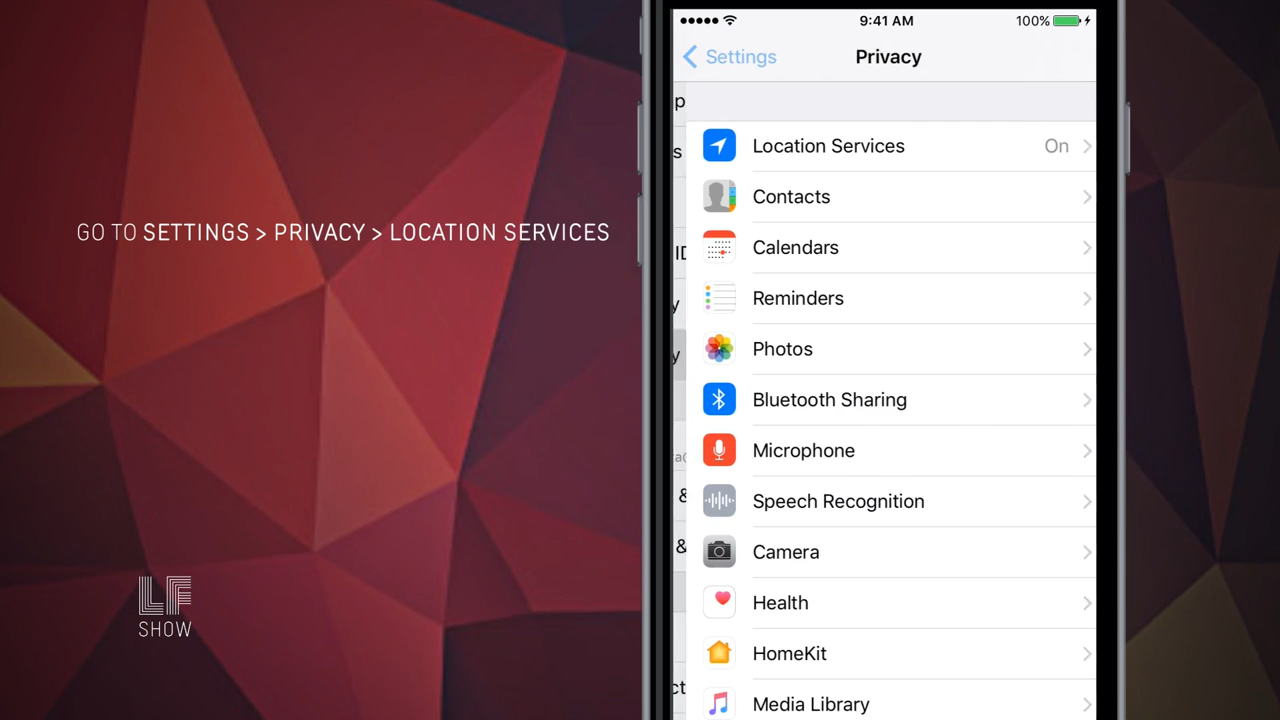 9:41 AM 100%
Settings Privacy
Location Services On
Contacts
Calendars
Reminders
Photos
Bluetooth Sharing
Microphone
Speech Recognition
Camera
Health
HomeKit
Media Library
GO TO SETTINGS > PRIVACY > LOCATION SERVICES
LF
SHOW